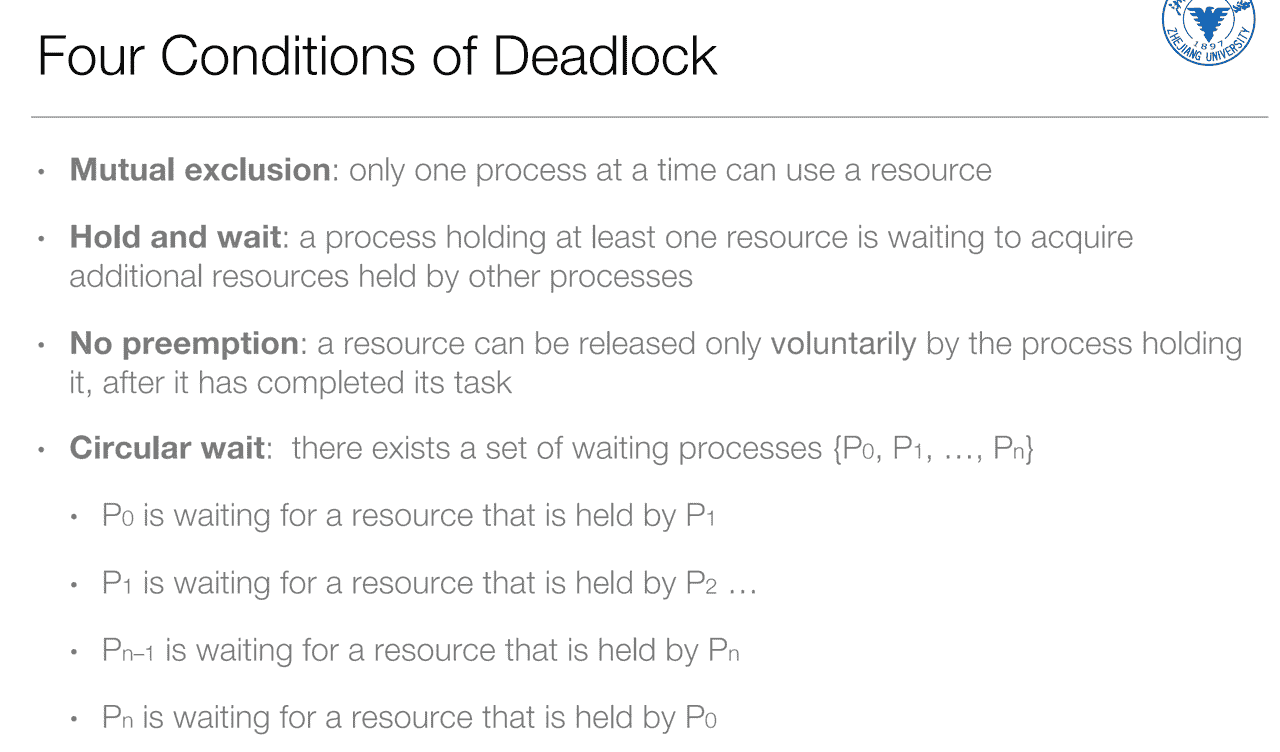 Four Conditions of Deadlock
ZHEJIANG UNIVERSITY
1897
• Mutual exclusion: only one process at a time can use a resource
• Hold and wait: a process holding at least one resource is waiting to acquire
additional resources held by other processes
• No preemption: a resource can be released only voluntarily by the process holding
it, after it has completed its task
• Circular wait:  there exists a set of waiting processes {P0, P1, …, Pn}
• P0 is waiting for a resource that is held by P1
• P1 is waiting for a resource that is held by P2 …
• Pn–1 is waiting for a resource that is held by Pn
• Pn is waiting for a resource that is held by P0